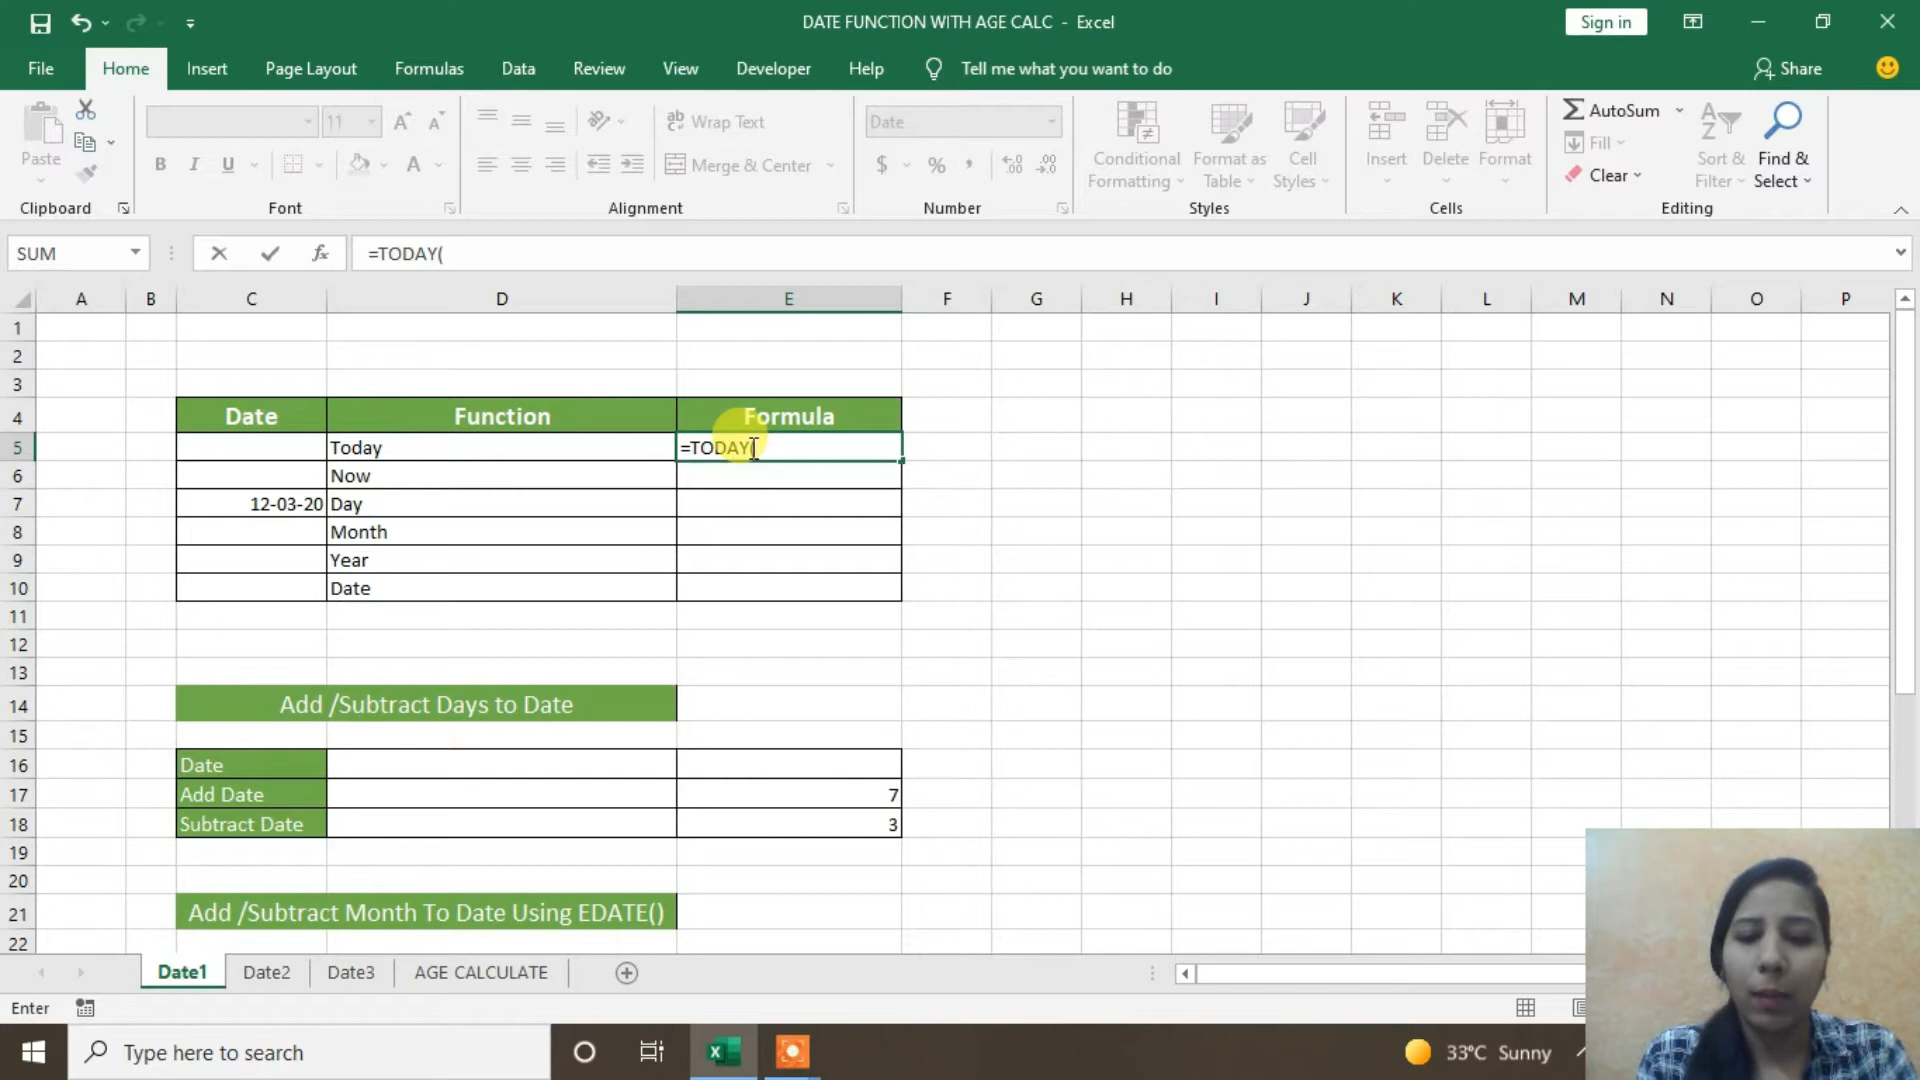 DATE FUNCTION WITH AGE CALC - Excel
Sign in
File Home Insert Page Layout Formulas Data Review View Developer Help Tell me what you want to do Share
Paste
11
B I U
ab Wrap Text
Merge & Center
Date
$ % ,
Conditional Formatting
Format as Table
Cell Styles
Insert Delete Format
AutoSum
Fill
Clear
Sort & Filter
Find & Select
Clipboard Font Alignment Number Styles Cells Editing
SUM fx =TODAY(
A B C D E F G H I J K L M N O P
1
2
3
4 Date Function Formula
5 Today =TODAY(
6 Now
7 12-03-20 Day
8 Month
9 Year
10 Date
11
12
13
14 Add /Subtract Days to Date
15
16 Date
17 Add Date 7
18 Subtract Date 3
19
20
21 Add /Subtract Month To Date Using EDATE()
22
Date1 Date2 Date3 AGE CALCULATE
Enter
Type here to search
33°C Sunny